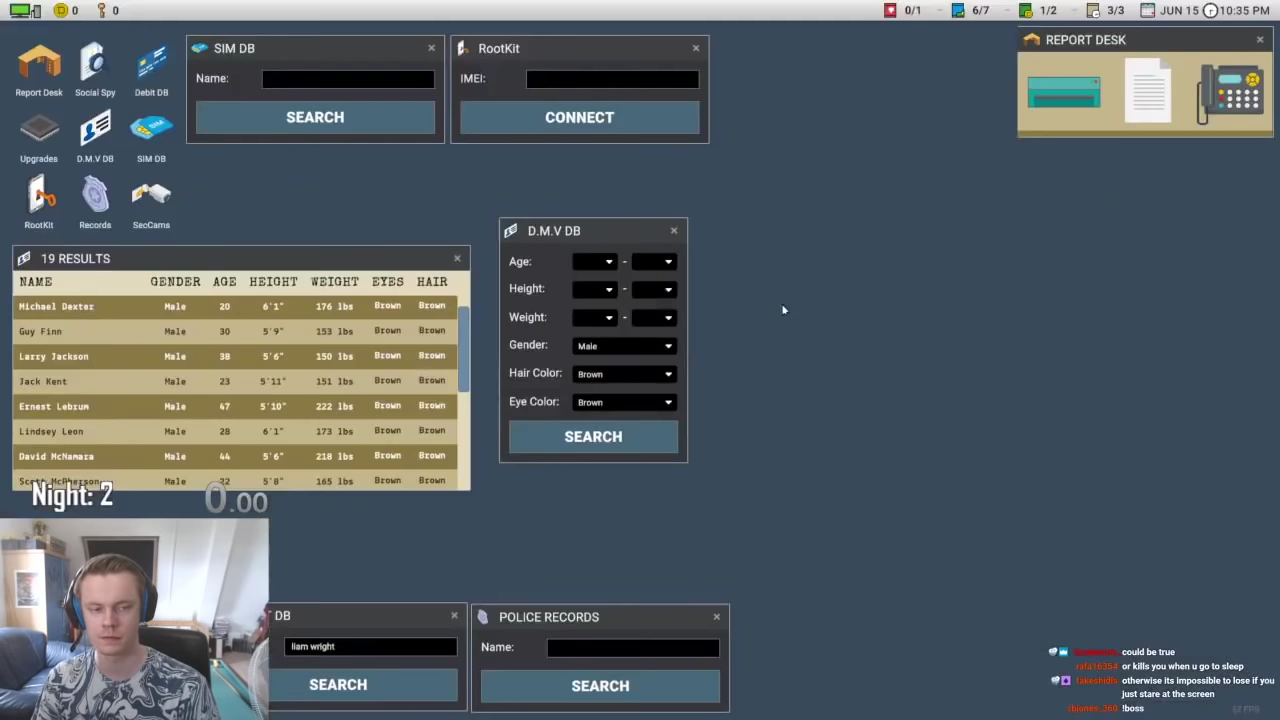 0
0
0/1
6/7
1/2
3/3
JUN 15
10:35 PM
Report Desk
Social Spy
Debit DB
Upgrades
D.M.V DB
SIM DB
RootKit
Records
SecCams
SIM DB
Name:
SEARCH
RootKit
IMEI:
CONNECT
REPORT DESK
19 RESULTS
NAME GENDER AGE HEIGHT WEIGHT EYES HAIR
Michael Dexter Male 20 6'1" 176 lbs Brown Brown
Guy Finn Male 30 5'9" 153 lbs Brown Brown
Larry Jackson Male 38 5'6" 150 lbs Brown Brown
Jack Kent Male 23 5'11" 151 lbs Brown Brown
Ernest Lebrum Male 47 5'10" 222 lbs Brown Brown
Lindsey Leon Male 28 6'1" 173 lbs Brown Brown
David McNamara Male 44 5'6" 218 lbs Brown Brown
Scott McPherson Male 22 5'8" 165 lbs Brown Brown
Night: 2
0.00
D.M.V DB
Age: -
Height: -
Weight: -
Gender: Male
Hair Color: Brown
Eye Color: Brown
SEARCH
DB
liam wright
SEARCH
POLICE RECORDS
Name:
SEARCH
could be true
rafa16354 or kills you when u go to sleep
fakeshidls otherwise its impossible to lose if you
just stare at the screen
!boss
FPS